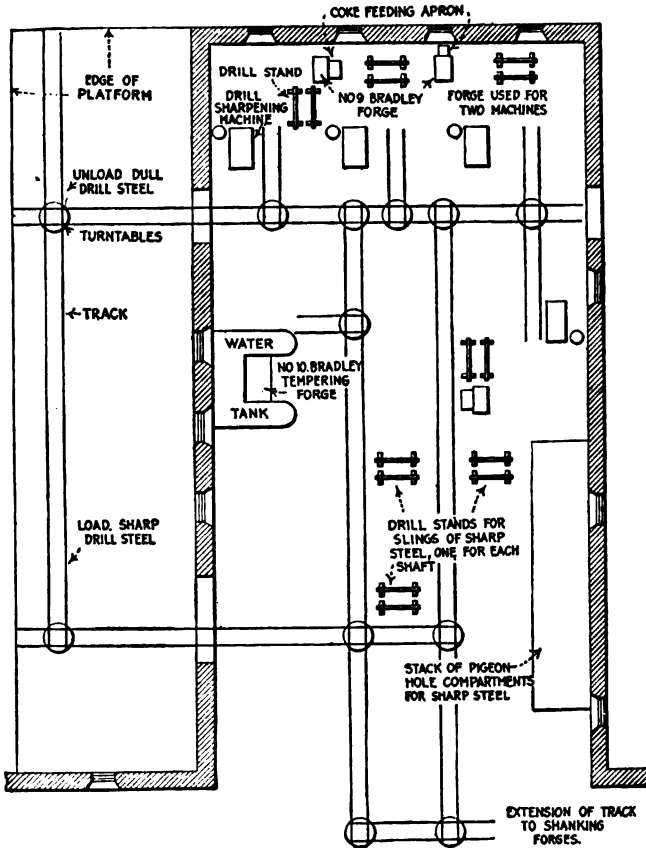 COKE FEEDING APRON
EDGE OF
PLATFORM
DRILL STAND
DRILL
SHARPENING
MACHINE
NO 9 BRADLEY
FORGE
FORGE USED FOR
TWO MACHINES
UNLOAD DULL
DRILL STEEL
TURNTABLES
TRACK
WATER
TANK
NO 10. BRADLEY
TEMPERING
FORGE
LOAD. SHARP
DRILL STEEL
DRILL STANDS FOR
SLINGS OF SHARP
STEEL, ONE FOR EACH
SHAFT
STACK OF PIGEON-
HOLE COMPARTMENTS
FOR SHARP STEEL
EXTENSION OF TRACK
TO SHANKING
FORGES.